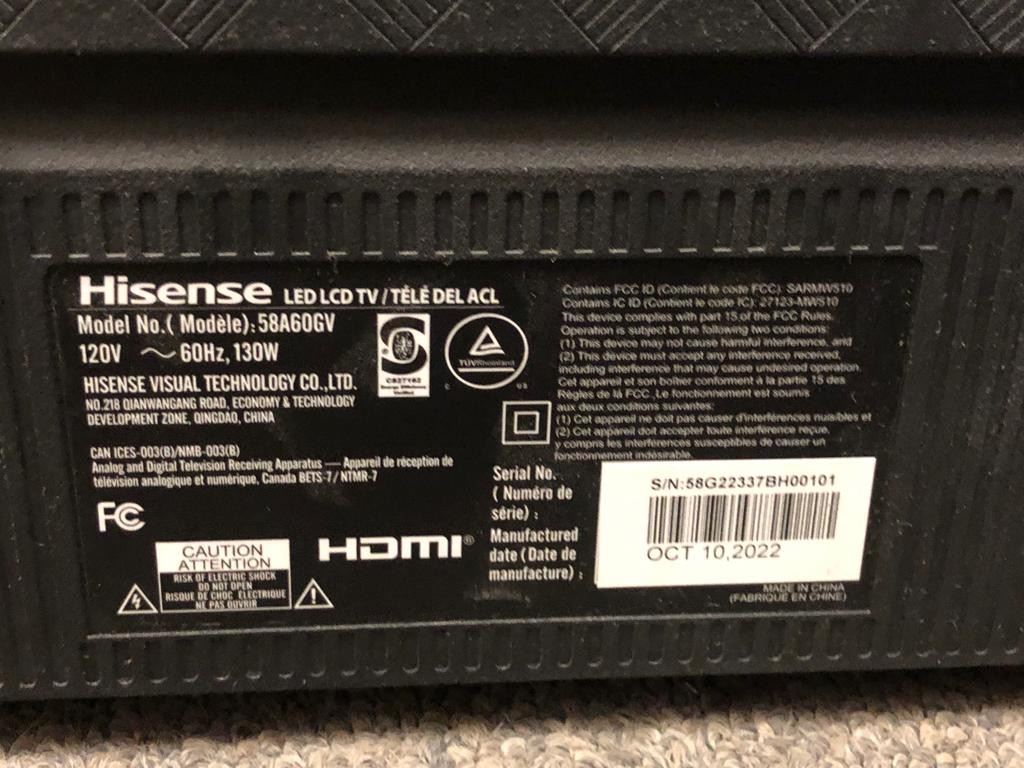 Hisense LED LCD TV / TÉLÉ DEL ACL
Model No.( Modèle): 58A60GV
120V ～ 60Hz, 130W
HISENSE VISUAL TECHNOLOGY CO., LTD.
NO.218 QIANWANGANG ROAD, ECONOMY & TECHNOLOGY
DEVELOPMENT ZONE, QINGDAO, CHINA
CAN ICES-003(B)/NMB-003(B)
Analog and Digital Television Receiving Apparatus — Appareil de réception de
télévision analogique et numérique, Canada BETS-7/ NTMR-7
FC
CAUTION
ATTENTION
RISK OF ELECTRIC SHOCK
DO NOT OPEN
RISQUE DE CHOC ÉLECTRIQUE
NE PAS OUVRIR
HDMI®
Energy Efficiency
Verified
TÜVRheinland
C US
Contains FCC ID (Contient le code FCC): SARMW510
Contains IC ID (Contient le code IC): 27123-MW510
This device complies with part 15 of the FCC Rules.
Operation is subject to the following two conditions:
(1) This device may not cause harmful interference, and
(2) This device must accept any interference received,
including interference that may cause undesired operation.
Cet appareil et son boîtier conforment à la partie 15 des
Règles de la FCC. Le fonctionnement est soumis
aux deux conditions suivantes:
(1) Cet appareil ne doit pas causer d'interférences nuisibles et
(2) Cet appareil doit accepter toute interférence reçue,
y compris les interférences susceptibles de causer un
fonctionnement indésirable.
Serial No.
( Numéro de
série) :
S/N:58G22337BH00101
Manufactured
date ( Date de
manufacture) :
OCT 10,2022
MADE IN CHINA
(FABRIQUÉ EN CHINE)